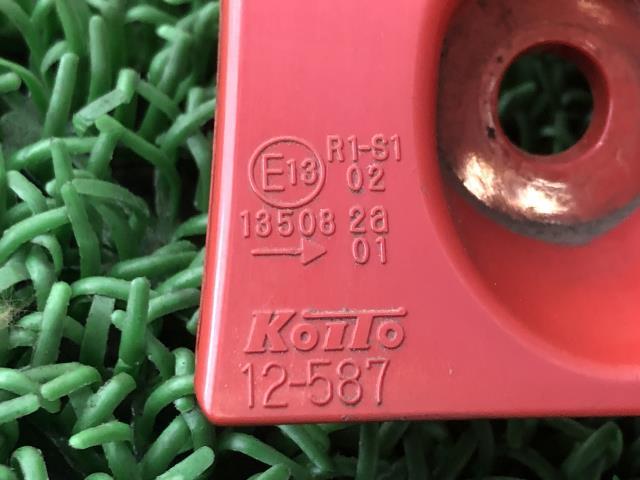 E13 R1-S1
02
13508 2a
→ 01
KoiTo
12-587